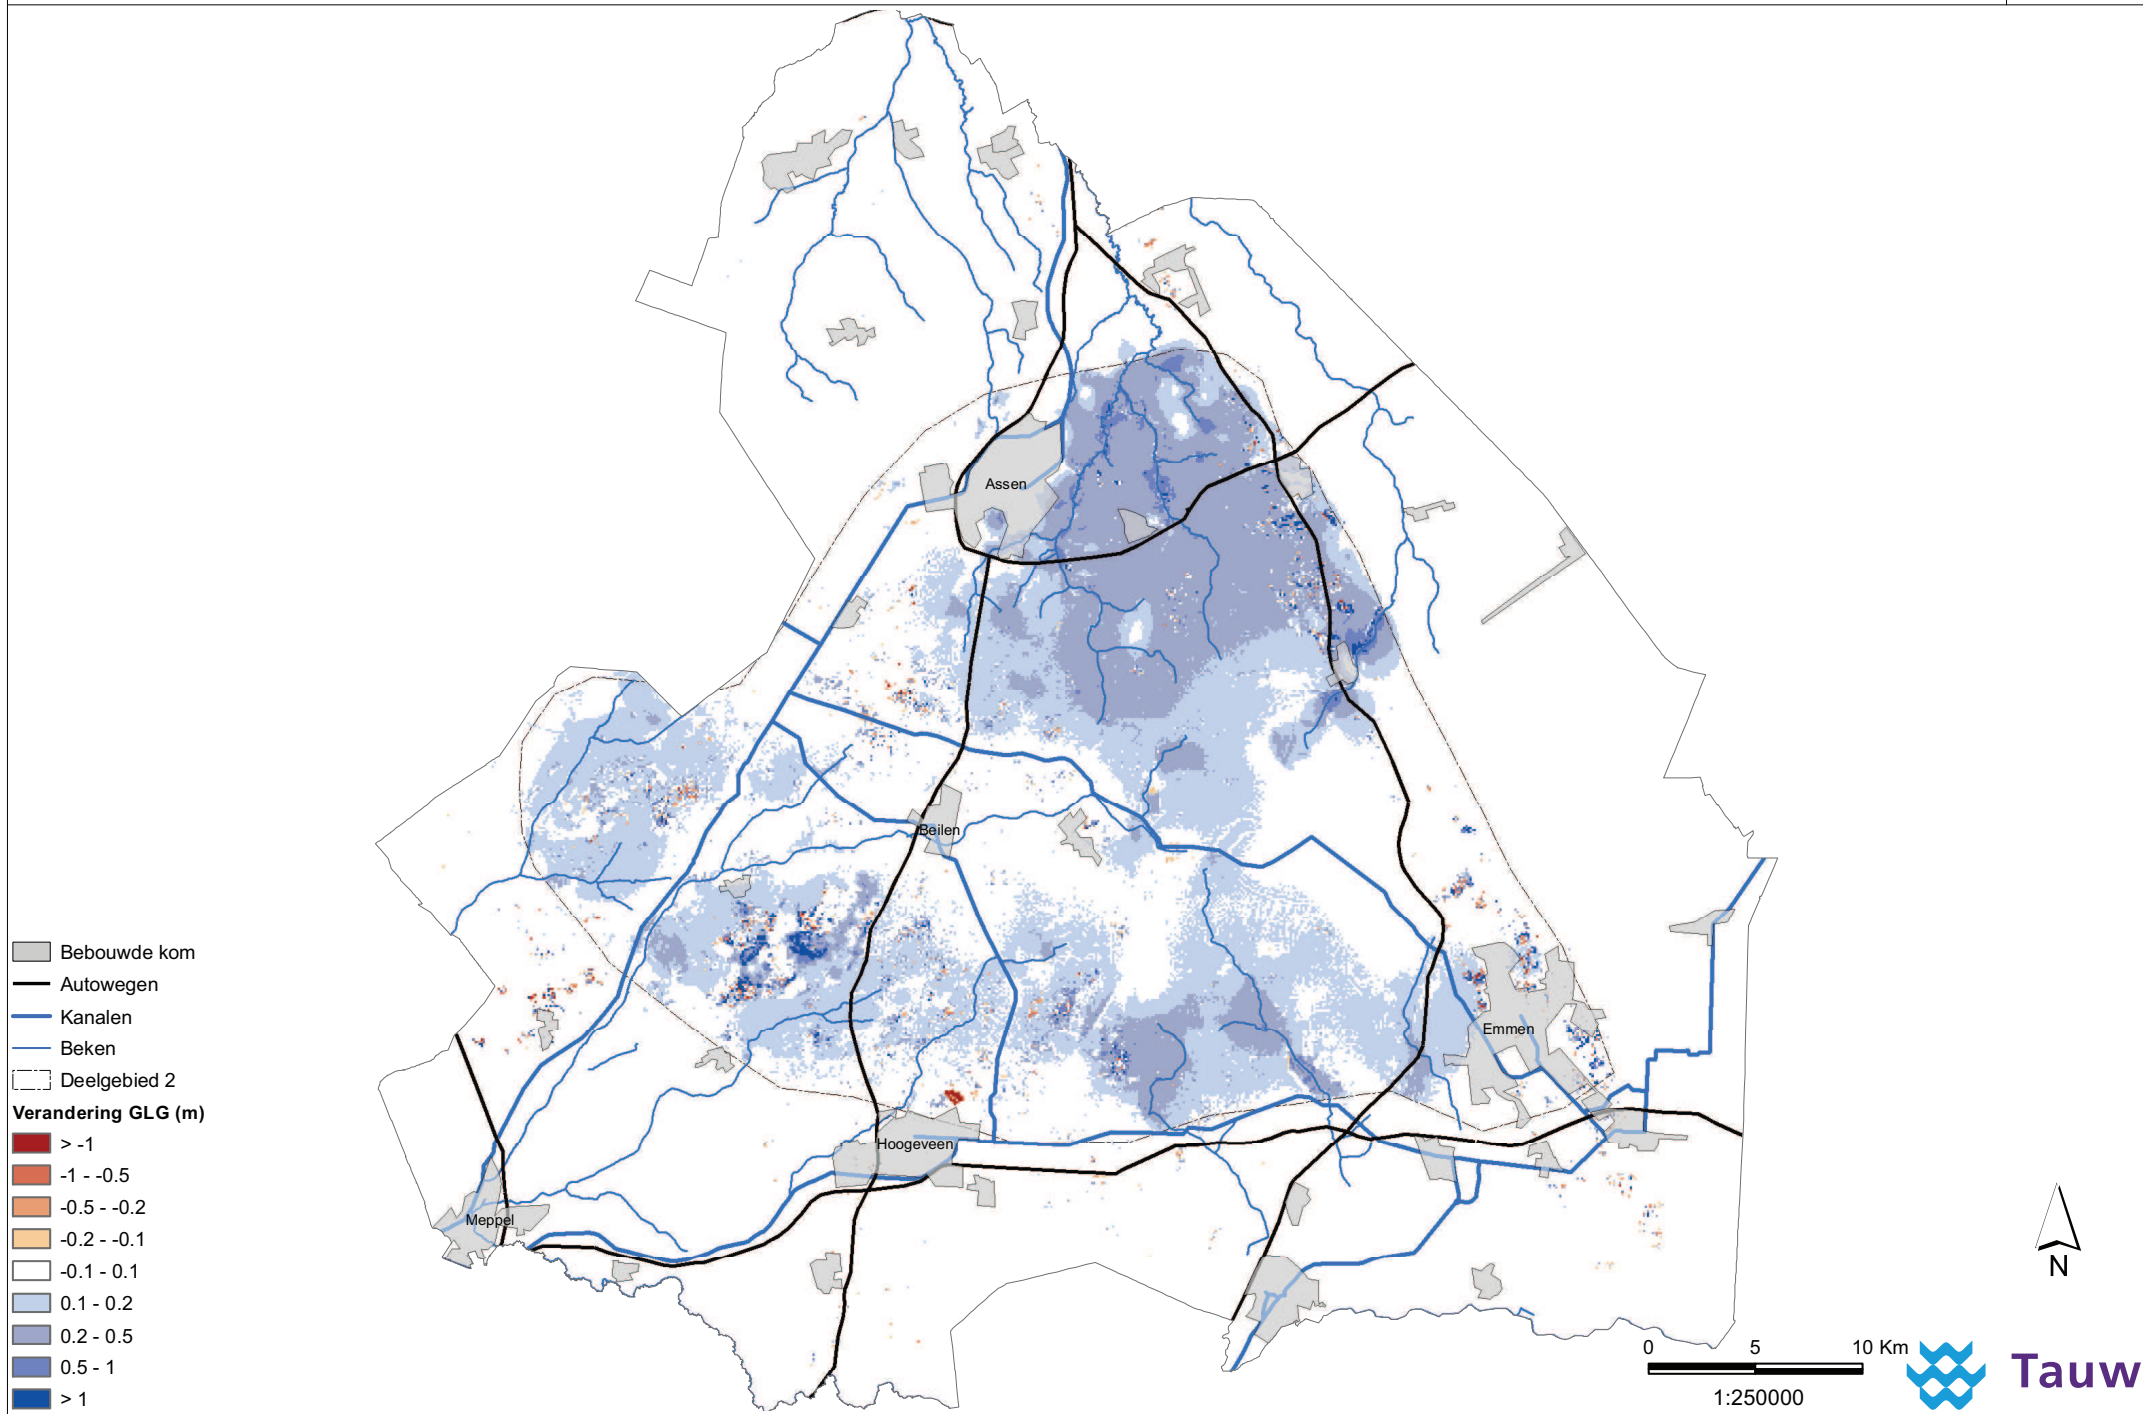 Assen
Beilen
Emmen
Hoogeveen
Meppel
Bebouwde kom
Autowegen
Kanalen
Beken
Deelgebied 2
Verandering GLG (m)
> -1
-1 - -0.5
-0.5 - -0.2
-0.2 - -0.1
-0.1 - 0.1
0.1 - 0.2
0.2 - 0.5
0.5 - 1
> 1
N
0 5 10 Km
1:250000
Tauw